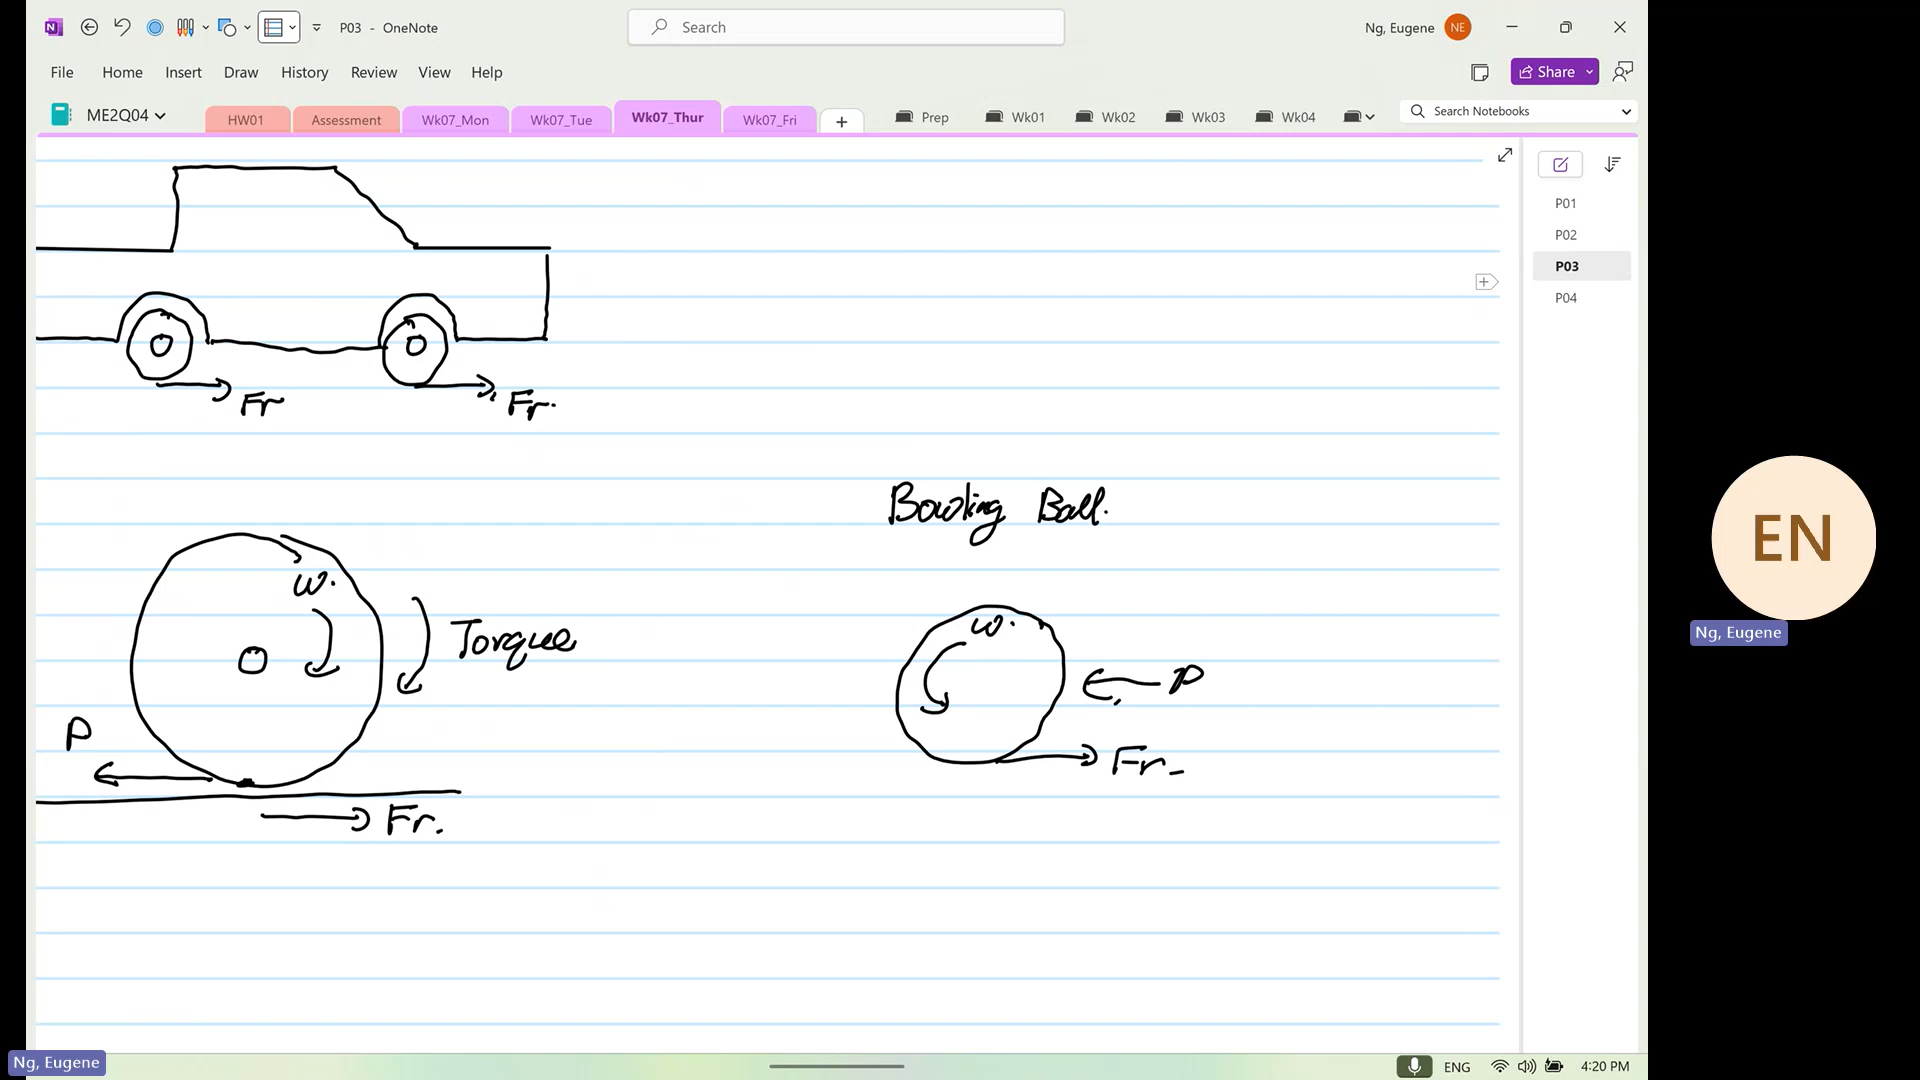 P03 - OneNote
Search
Ng, Eugene
NE
File Home Insert Draw History Review View Help
Share
ME2Q04
HW01 Assessment Wk07_Mon Wk07_Tue Wk07_Thur Wk07_Fri + Prep Wk01 Wk02 Wk03 Wk04
Search Notebooks
P01
P02
P03
P04
Fr
Fr.
Bowling Ball.
ω.
Torque
P
Fr.
ω.
P
Fr-
EN
Ng, Eugene
Ng, Eugene
ENG
4:20 PM